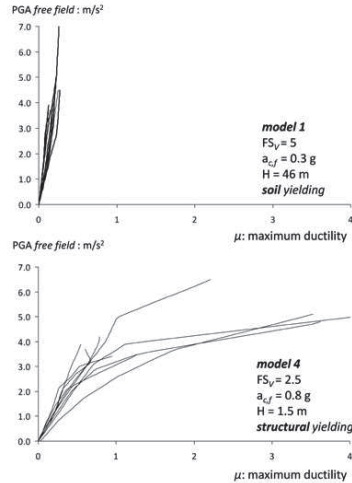 PGA free field : m/s²
8.0
7.0
6.0
5.0
4.0
3.0
2.0
1.0
0.0
model 1
FSV = 5
ac,f = 0.3 g
H = 46 m
soil yielding
0 1 2 3 4
μ: maximum ductility
PGA free field : m/s²
7.0
6.0
5.0
4.0
3.0
2.0
1.0
0.0
model 4
FSV = 2.5
ac,f = 0.8 g
H = 1.5 m
structural yielding
0 1 2 3 4
μ: maximum ductility